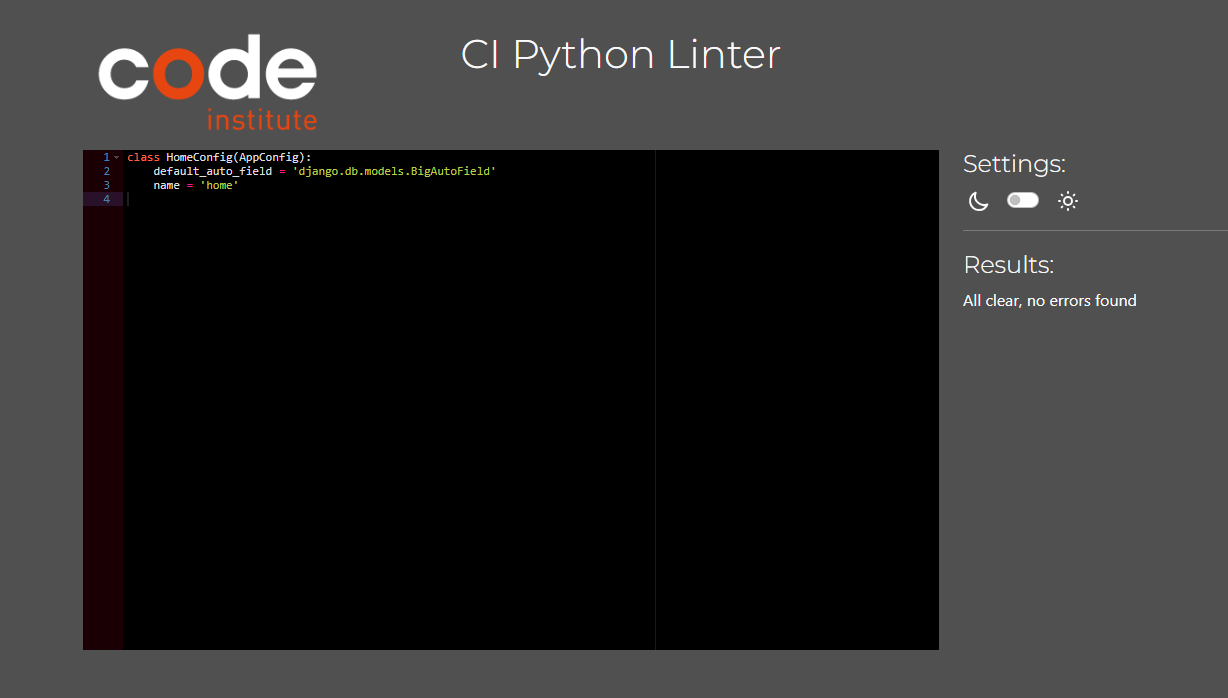 code
institute
CI Python Linter
1 class HomeConfig(AppConfig):
2     default_auto_field = 'django.db.models.BigAutoField'
3     name = 'home'
4
Settings:
Results:
All clear, no errors found